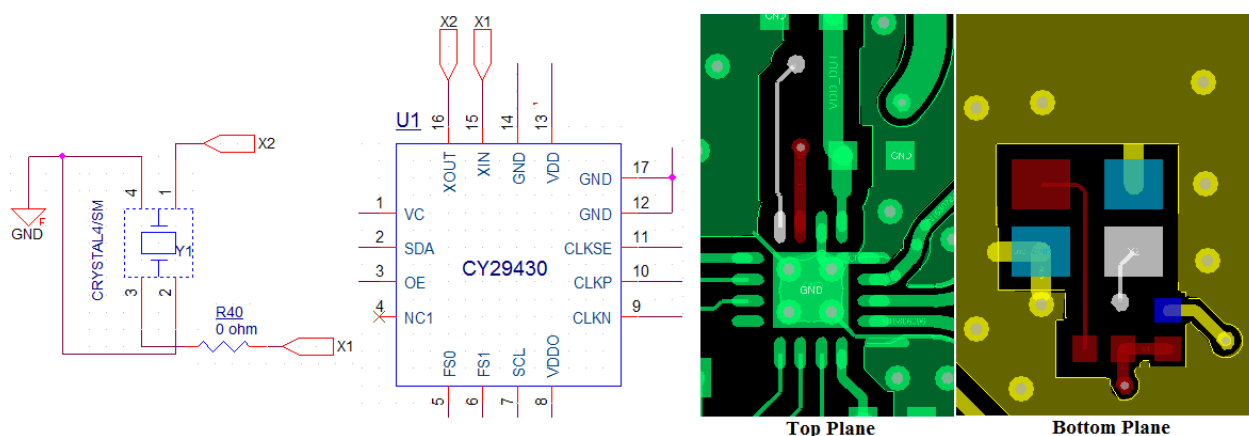 X2
X1
X2
U1
16
15
14
13
XOUT
XIN
GND
VDD
4
1
CRYSTAL4/SM
Y1
3
2
F
GND
R40
0 ohm
X1
1
VC
2
SDA
3
OE
4
NC1
CY29430
GND
17
GND
12
CLKSE
11
CLKP
10
CLKN
9
FS0
FS1
SCL
VDDO
5
6
7
8
GND
VDD_DUT
GND
GND
GND
Top Plane
Bottom Plane